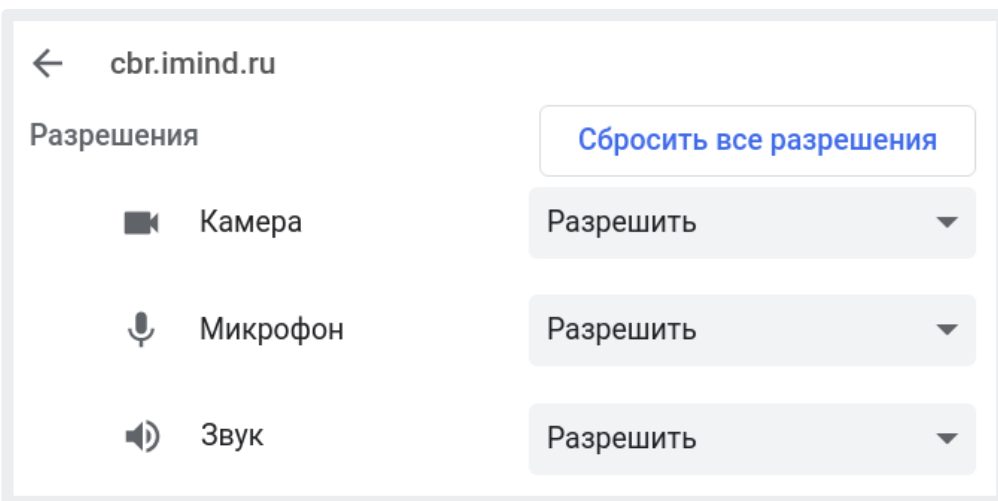 cbr.imind.ru
Разрешения
Сбросить все разрешения
Камера
Разрешить
Микрофон
Разрешить
Звук
Разрешить